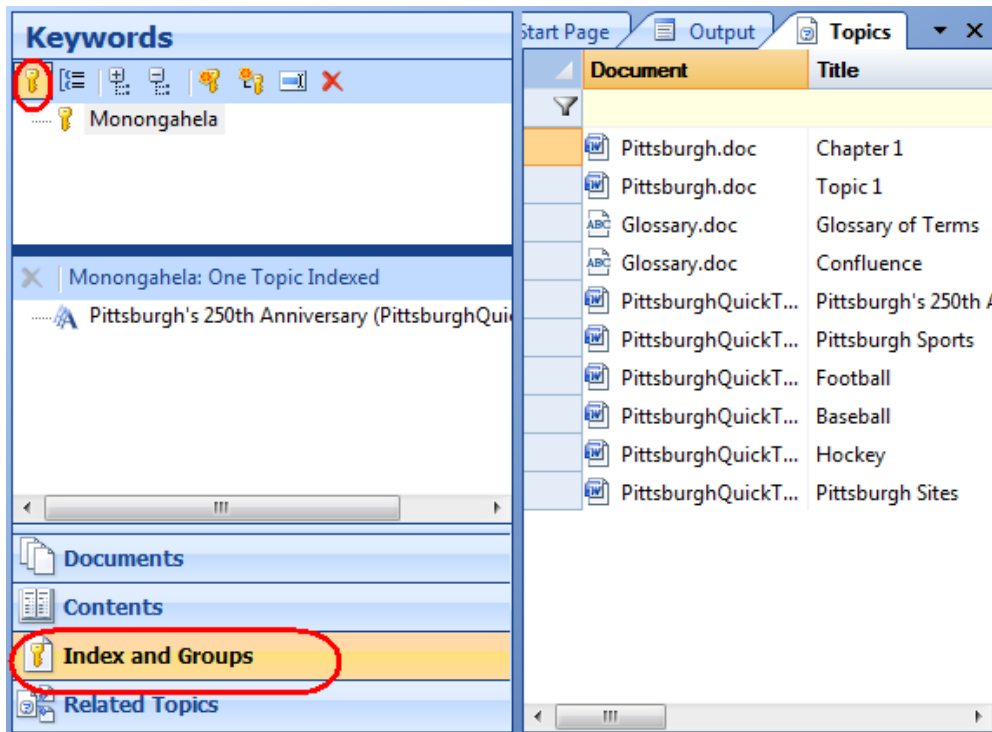 Keywords
Monongahela
Monongahela: One Topic Indexed
Pittsburgh's 250th Anniversary (PittsburghQui
Documents
Contents
Index and Groups
Related Topics
Start Page Output Topics
Document Title
Pittsburgh.doc Chapter 1
Pittsburgh.doc Topic 1
Glossary.doc Glossary of Terms
Glossary.doc Confluence
PittsburghQuickT... Pittsburgh's 250th A
PittsburghQuickT... Pittsburgh Sports
PittsburghQuickT... Football
PittsburghQuickT... Baseball
PittsburghQuickT... Hockey
PittsburghQuickT... Pittsburgh Sites